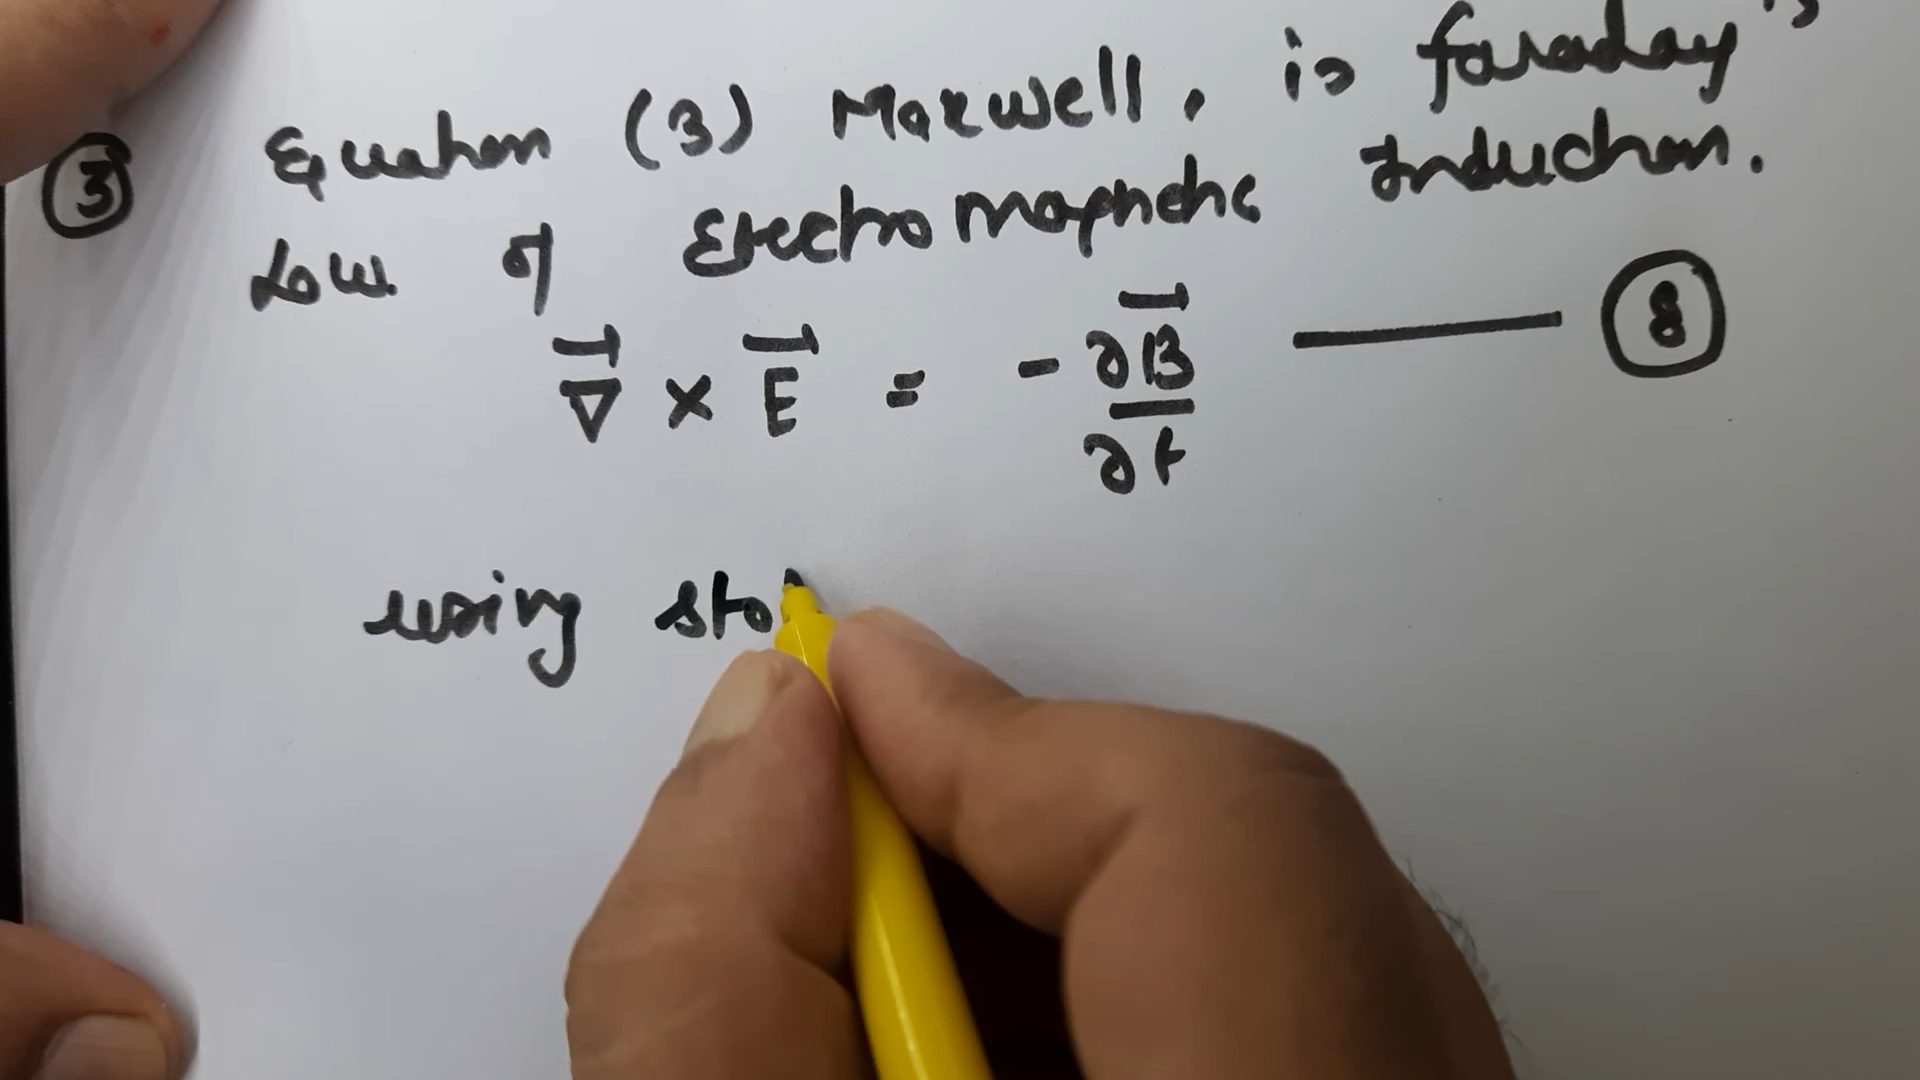 ③ Equation (3) Maxwell, is faraday's
Law of Electromagnetic Induction.
∇⃗ × E⃗ = - ∂B⃗/∂t —— ⑧
using sto